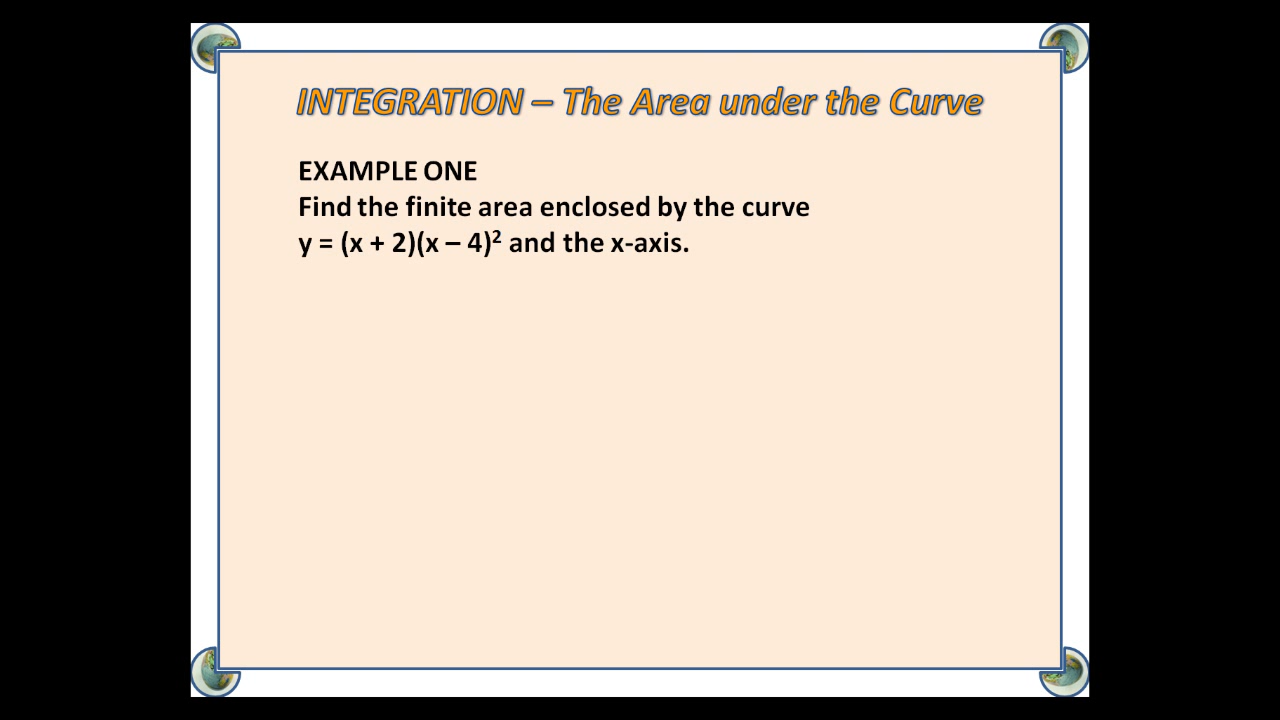 INTEGRATION – The Area under the Curve
EXAMPLE ONE
Find the finite area enclosed by the curve
y = (x + 2)(x – 4)² and the x-axis.